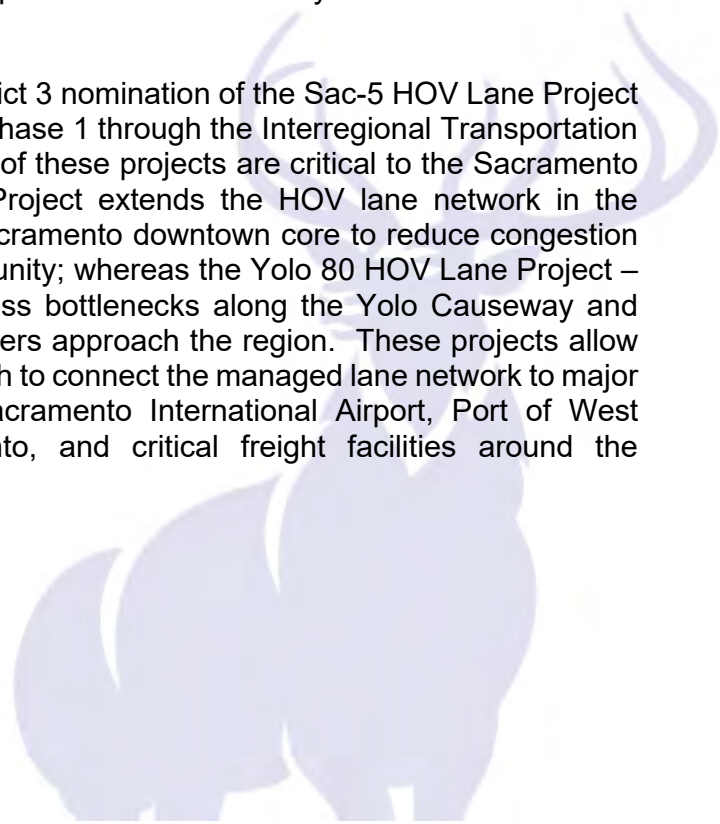 ict 3 nomination of the Sac-5 HOV Lane Project
hase 1 through the Interregional Transportation
of these projects are critical to the Sacramento
Project extends the HOV lane network in the
cramento downtown core to reduce congestion
unity; whereas the Yolo 80 HOV Lane Project –
ss bottlenecks along the Yolo Causeway and
ers approach the region. These projects allow
h to connect the managed lane network to major
acramento International Airport, Port of West
nto, and critical freight facilities around the